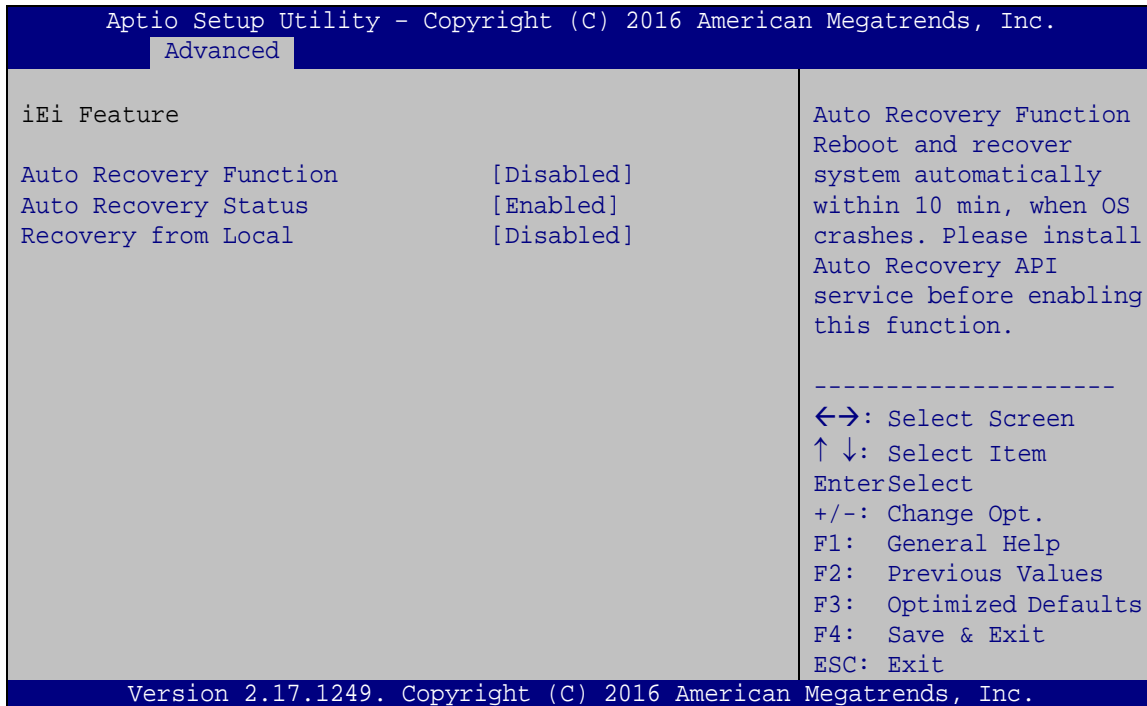 Aptio Setup Utility – Copyright (C) 2016 American Megatrends, Inc.
Advanced
iEi Feature
Auto Recovery Function [Disabled]
Auto Recovery Status [Enabled]
Recovery from Local [Disabled]
Auto Recovery Function
Reboot and recover
system automatically
within 10 min, when OS
crashes. Please install
Auto Recovery API
service before enabling
this function.
----------------------
←→: Select Screen
↑ ↓: Select Item
EnterSelect
+/-: Change Opt.
F1: General Help
F2: Previous Values
F3: Optimized Defaults
F4: Save & Exit
ESC: Exit
Version 2.17.1249. Copyright (C) 2016 American Megatrends, Inc.